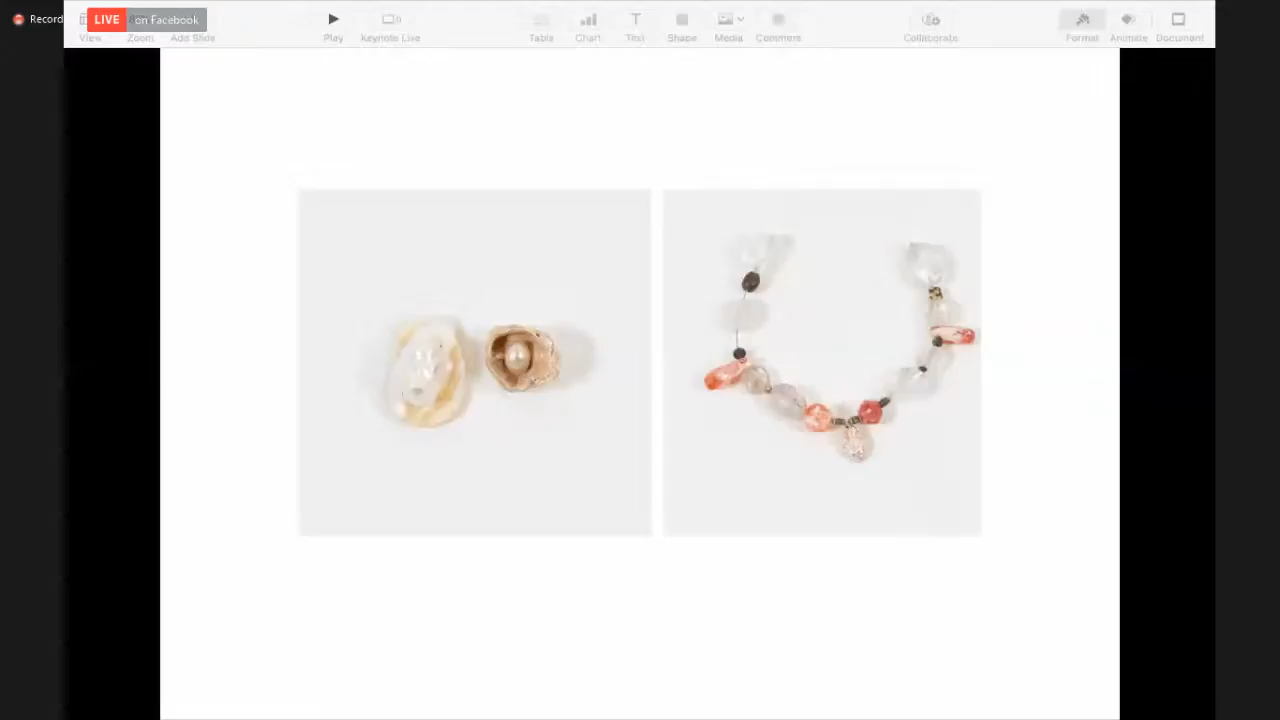 Record
LIVE on Facebook
View Zoom Add Slide Play Keynote Live Table Chart Text Shape Media Comment Collaborate Format Animate Document